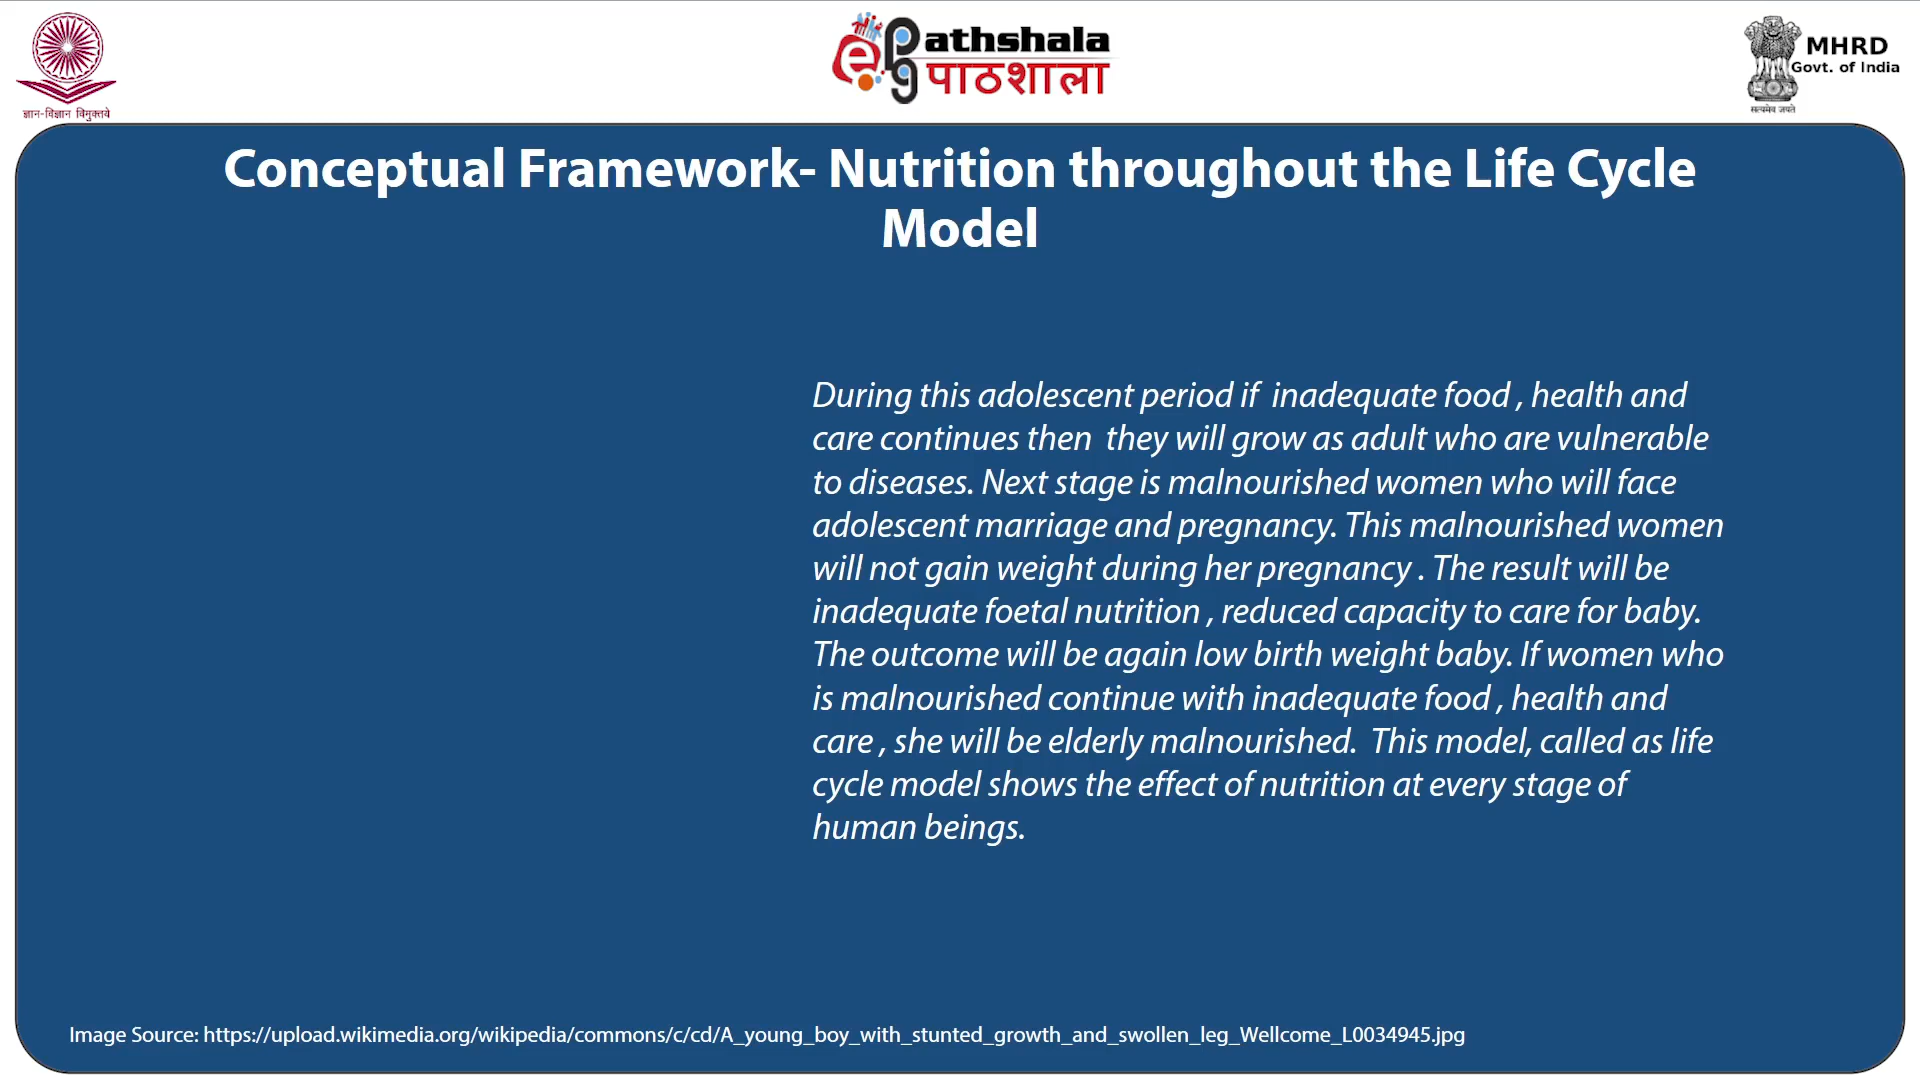 ज्ञान-विज्ञान विमुक्तये
e
pg
Pathshala
पाठशाला
MHRD
Govt. of India
सत्यमेव जयते
Conceptual Framework- Nutrition throughout the Life Cycle
Model
During this adolescent period if  inadequate food , health and
care continues then  they will grow as adult who are vulnerable
to diseases. Next stage is malnourished women who will face
adolescent marriage and pregnancy. This malnourished women
will not gain weight during her pregnancy . The result will be
inadequate foetal nutrition , reduced capacity to care for baby.
The outcome will be again low birth weight baby. If women who
is malnourished continue with inadequate food , health and
care , she will be elderly malnourished.  This model, called as life
cycle model shows the effect of nutrition at every stage of
human beings.
Image Source: https://upload.wikimedia.org/wikipedia/commons/c/cd/A_young_boy_with_stunted_growth_and_swollen_leg_Wellcome_L0034945.jpg